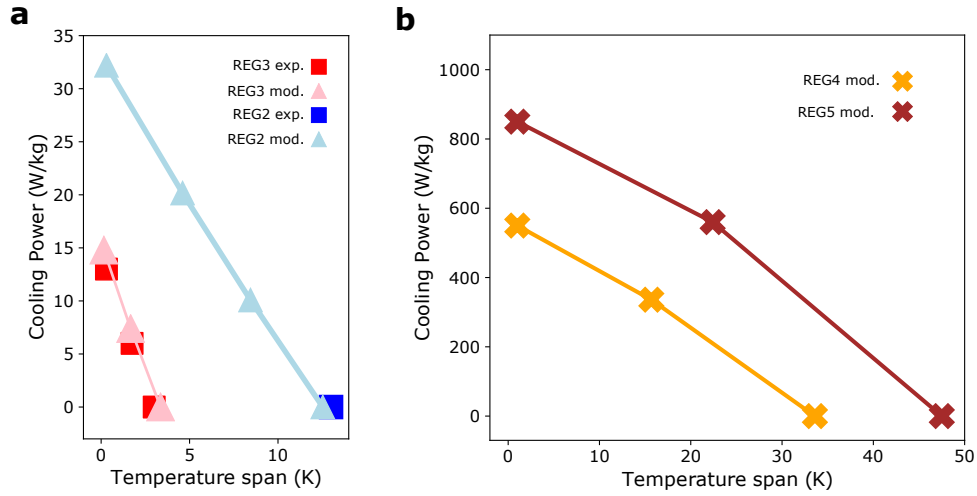 a
35
30
25
20
15
10
5
0
Cooling Power (W/kg)
REG3 exp.
REG3 mod.
REG2 exp.
REG2 mod.
0 5 10
Temperature span (K)
b
1000
800
600
400
200
0
Cooling Power (W/kg)
REG4 mod.
REG5 mod.
0 10 20 30 40 50
Temperature span (K)